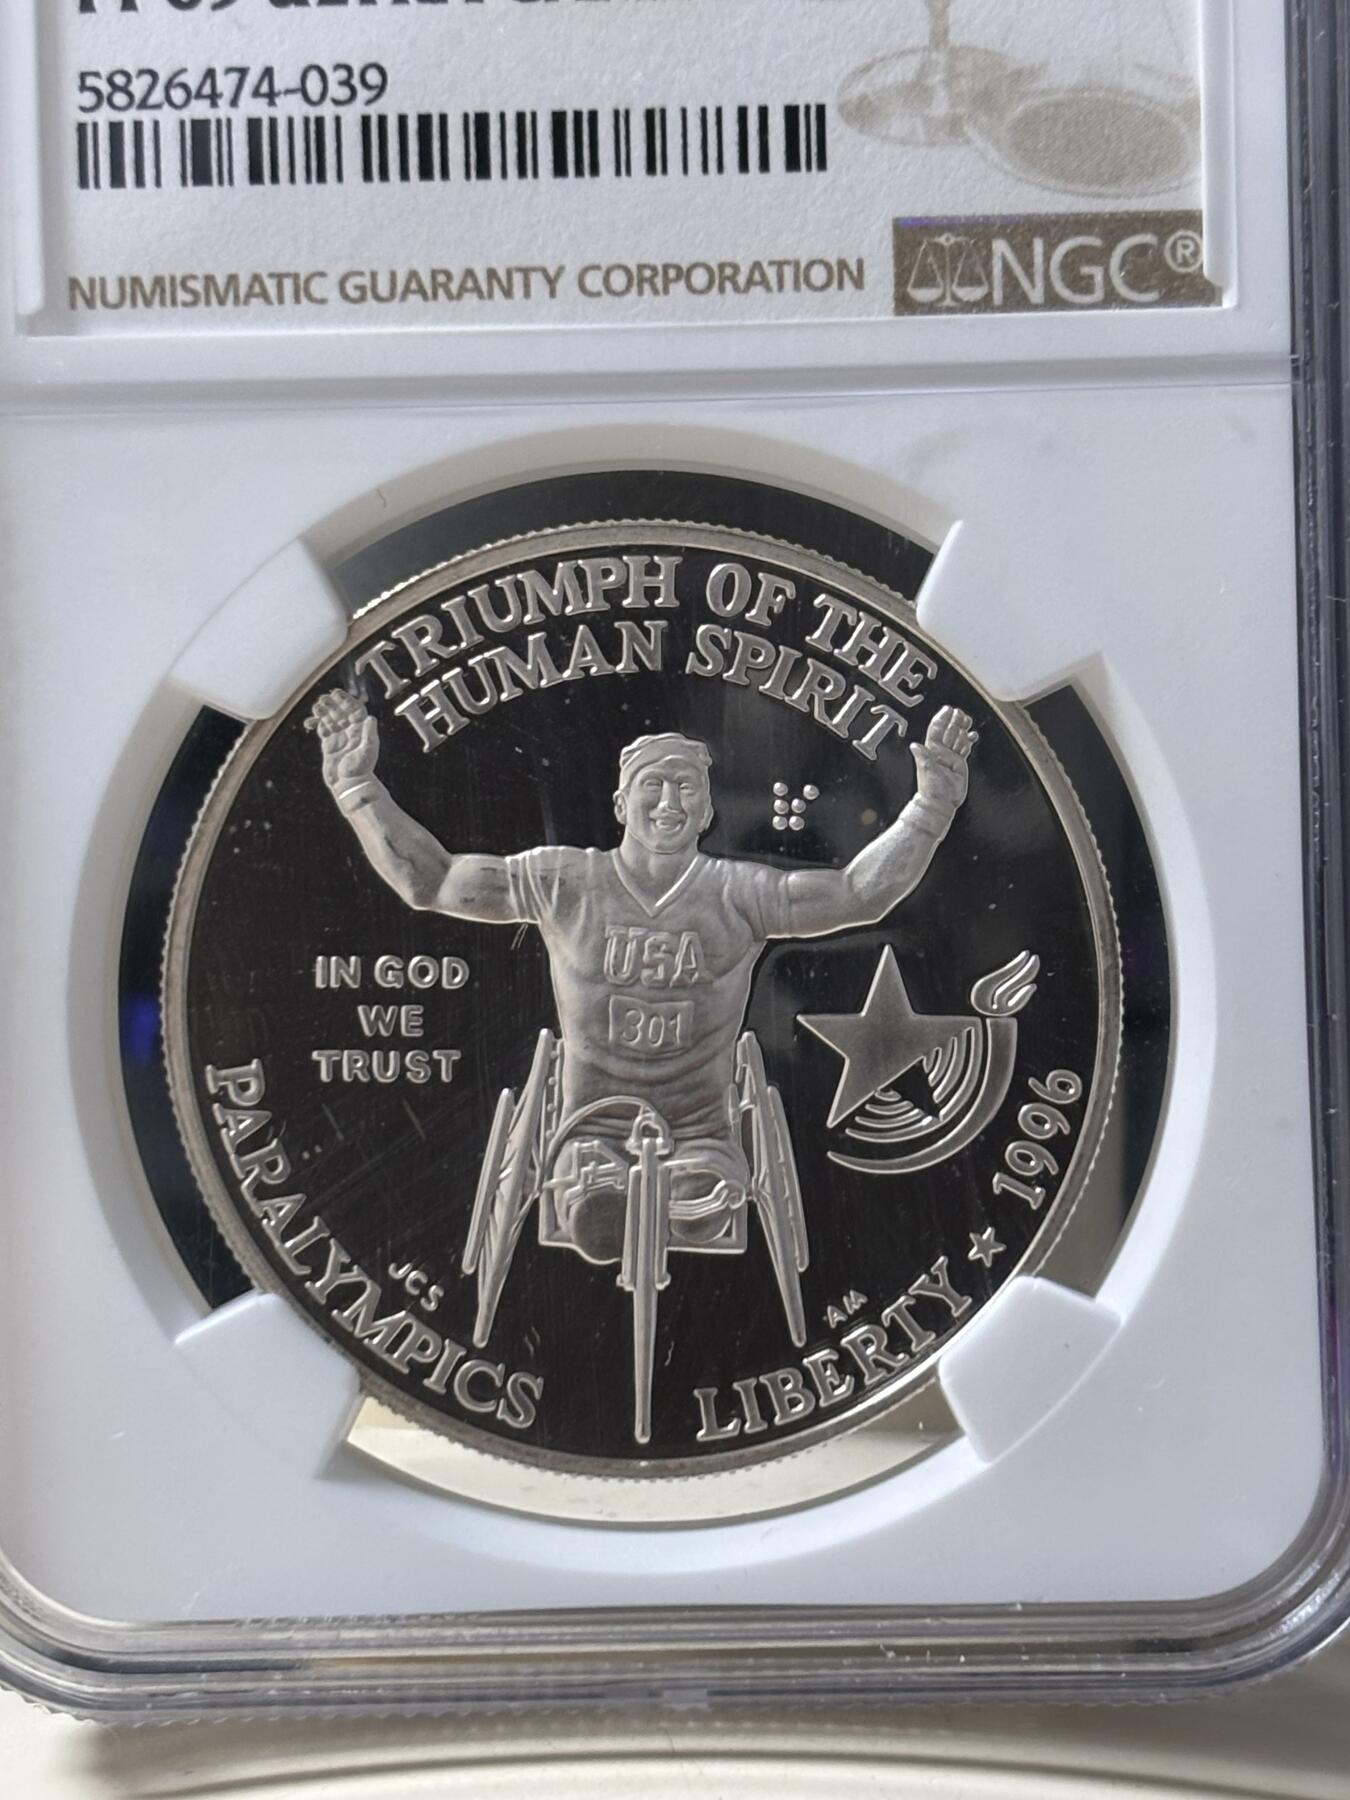 5826474-039
NUMISMATIC GUARANTY CORPORATION
NGC®
TRIUMPH OF THE
HUMAN SPIRIT
USA
301
IN GOD
WE
TRUST
PARALYMPICS
JCS
AM
LIBERTY ★ 1996